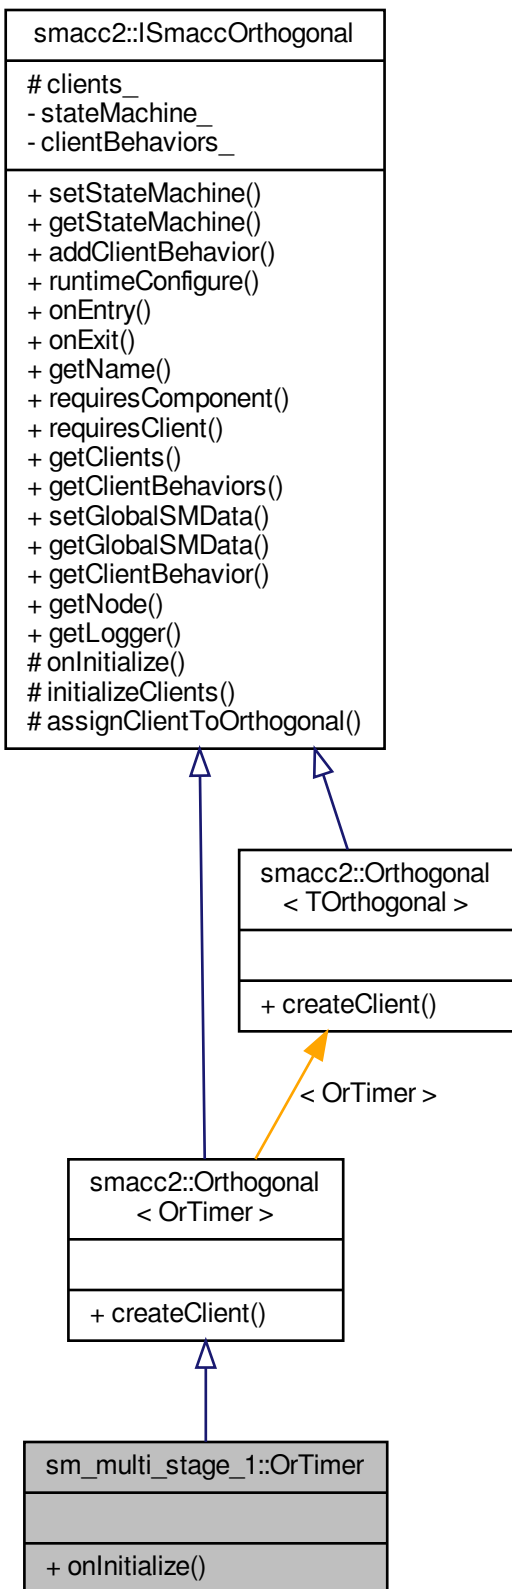 smacc2::ISmaccOrthogonal
# clients_
- stateMachine_
- clientBehaviors_
+ setStateMachine()
+ getStateMachine()
+ addClientBehavior()
+ runtimeConfigure()
+ onEntry()
+ onExit()
+ getName()
+ requiresComponent()
+ requiresClient()
+ getClients()
+ getClientBehaviors()
+ setGlobalSMData()
+ getGlobalSMData()
+ getClientBehavior()
+ getNode()
+ getLogger()
# onInitialize()
# initializeClients()
# assignClientToOrthogonal()
smacc2::Orthogonal
< TOrthogonal >
+ createClient()
< OrTimer >
smacc2::Orthogonal
< OrTimer >
+ createClient()
sm_multi_stage_1::OrTimer
+ onInitialize()